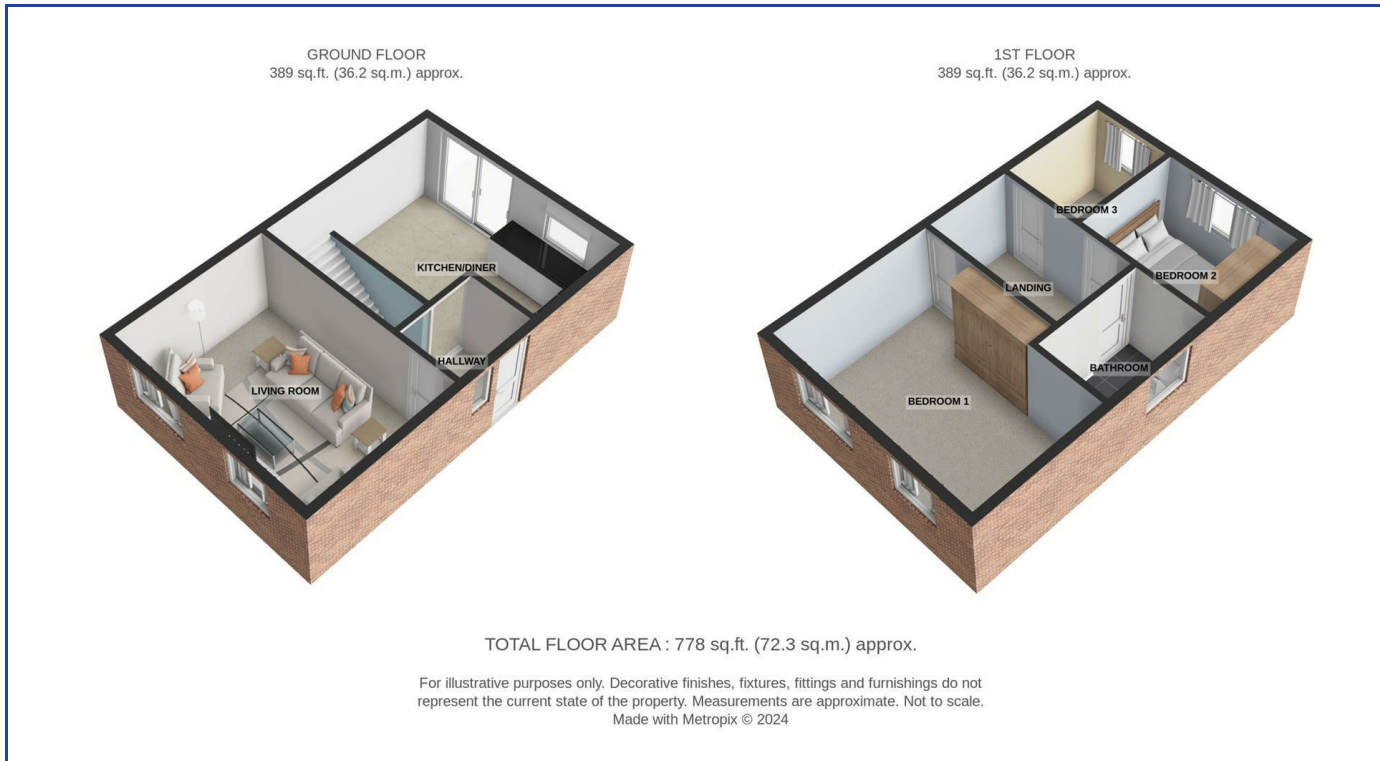 GROUND FLOOR
389 sq.ft. (36.2 sq.m.) approx.
1ST FLOOR
389 sq.ft. (36.2 sq.m.) approx.
KITCHEN/DINER
HALLWAY
LIVING ROOM
BEDROOM 3
BEDROOM 2
LANDING
BATHROOM
BEDROOM 1
TOTAL FLOOR AREA : 778 sq.ft. (72.3 sq.m.) approx.
For illustrative purposes only. Decorative finishes, fixtures, fittings and furnishings do not
represent the current state of the property. Measurements are approximate. Not to scale.
Made with Metropix © 2024